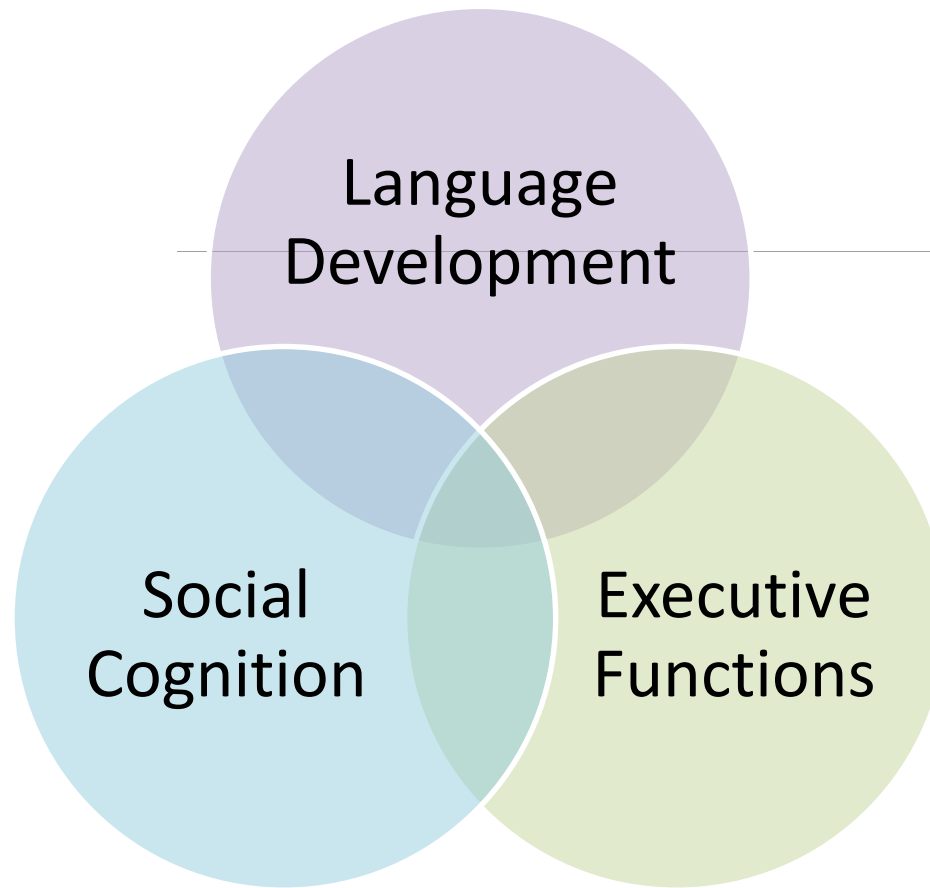 Language
Development
Social
Cognition
Executive
Functions